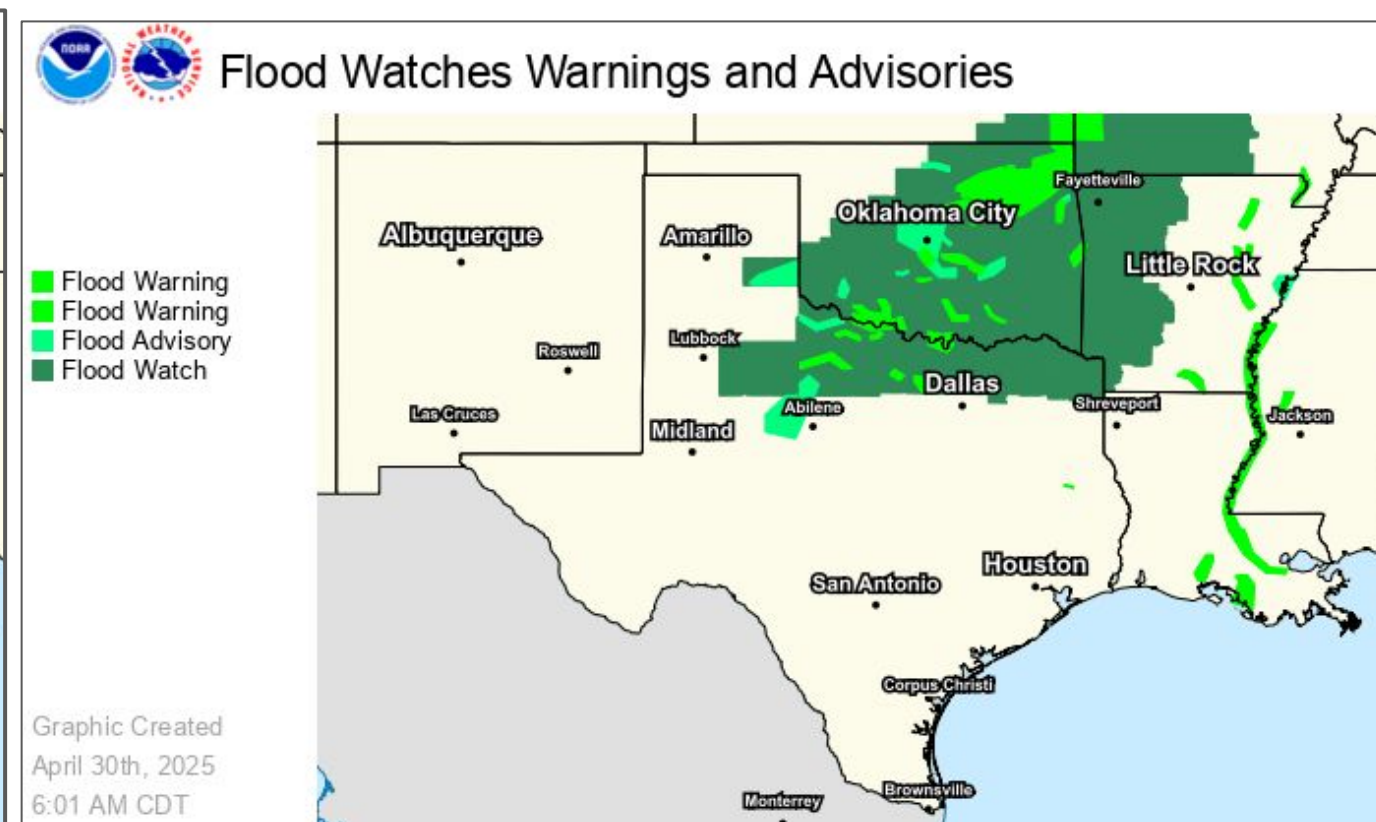 NOAA
NATIONAL WEATHER SERVICE
Flood Watches Warnings and Advisories
Flood Warning
Flood Warning
Flood Advisory
Flood Watch
Fayetteville
Oklahoma City
Albuquerque
Amarillo
Little Rock
Lubbock
Roswell
Dallas
Abilene
Shreveport
Las Cruces
Jackson
Midland
Houston
San Antonio
Corpus Christi
Brownsville
Monterrey
Graphic Created
April 30th, 2025
6:01 AM CDT